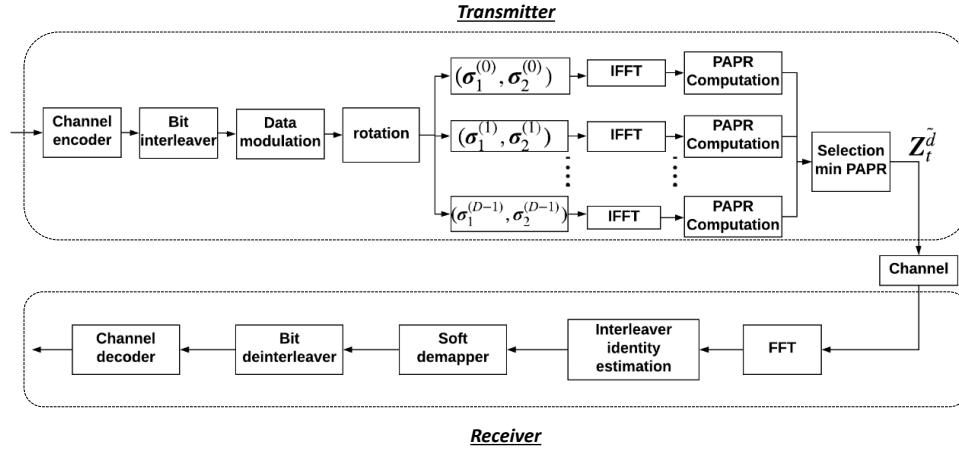 Transmitter
Channel
encoder
Bit
interleaver
Data
modulation
rotation
(σ₁⁽⁰⁾, σ₂⁽⁰⁾)
IFFT
PAPR
Computation
(σ₁⁽¹⁾, σ₂⁽¹⁾)
IFFT
PAPR
Computation
(σ₁⁽ᴰ⁻¹⁾, σ₂⁽ᴰ⁻¹⁾)
IFFT
PAPR
Computation
Selection
min PAPR
Z_t^{\tilde{d}}
Channel
Channel
decoder
Bit
deinterleaver
Soft
demapper
Interleaver
identity
estimation
FFT
Receiver